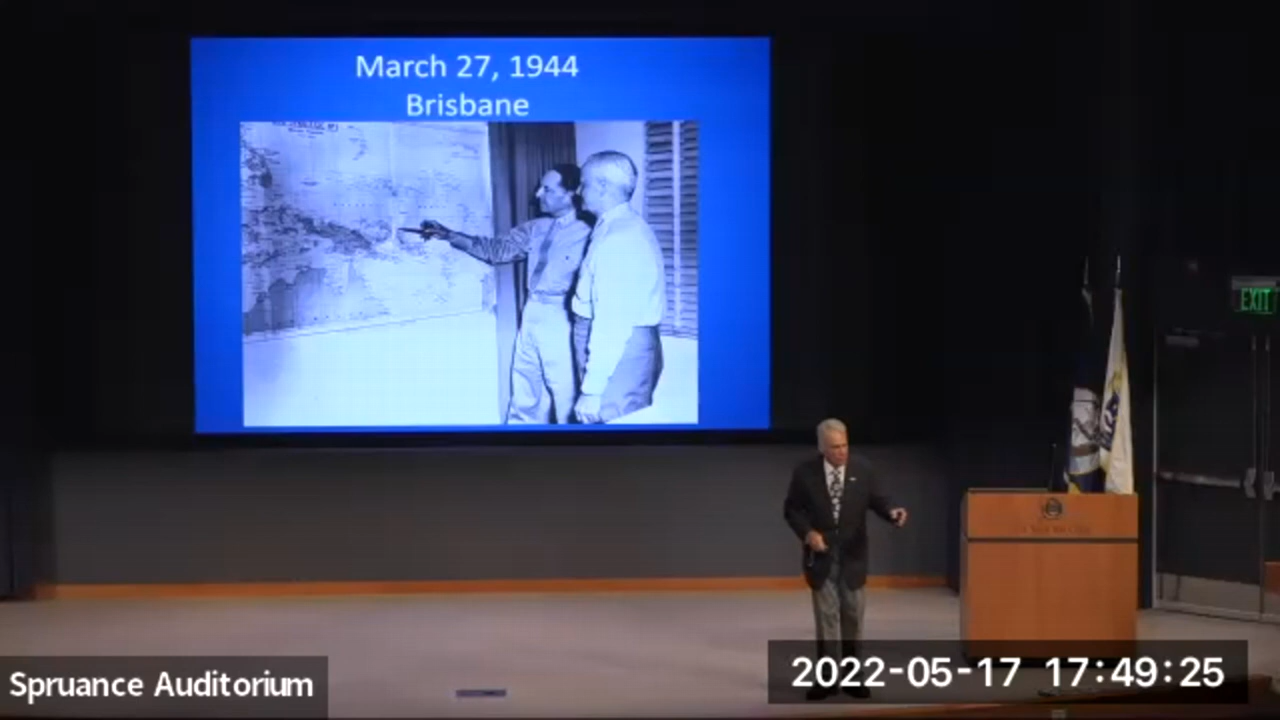 March 27, 1944
Brisbane
EXIT
Spruance Auditorium
2022-05-17 17:49:25